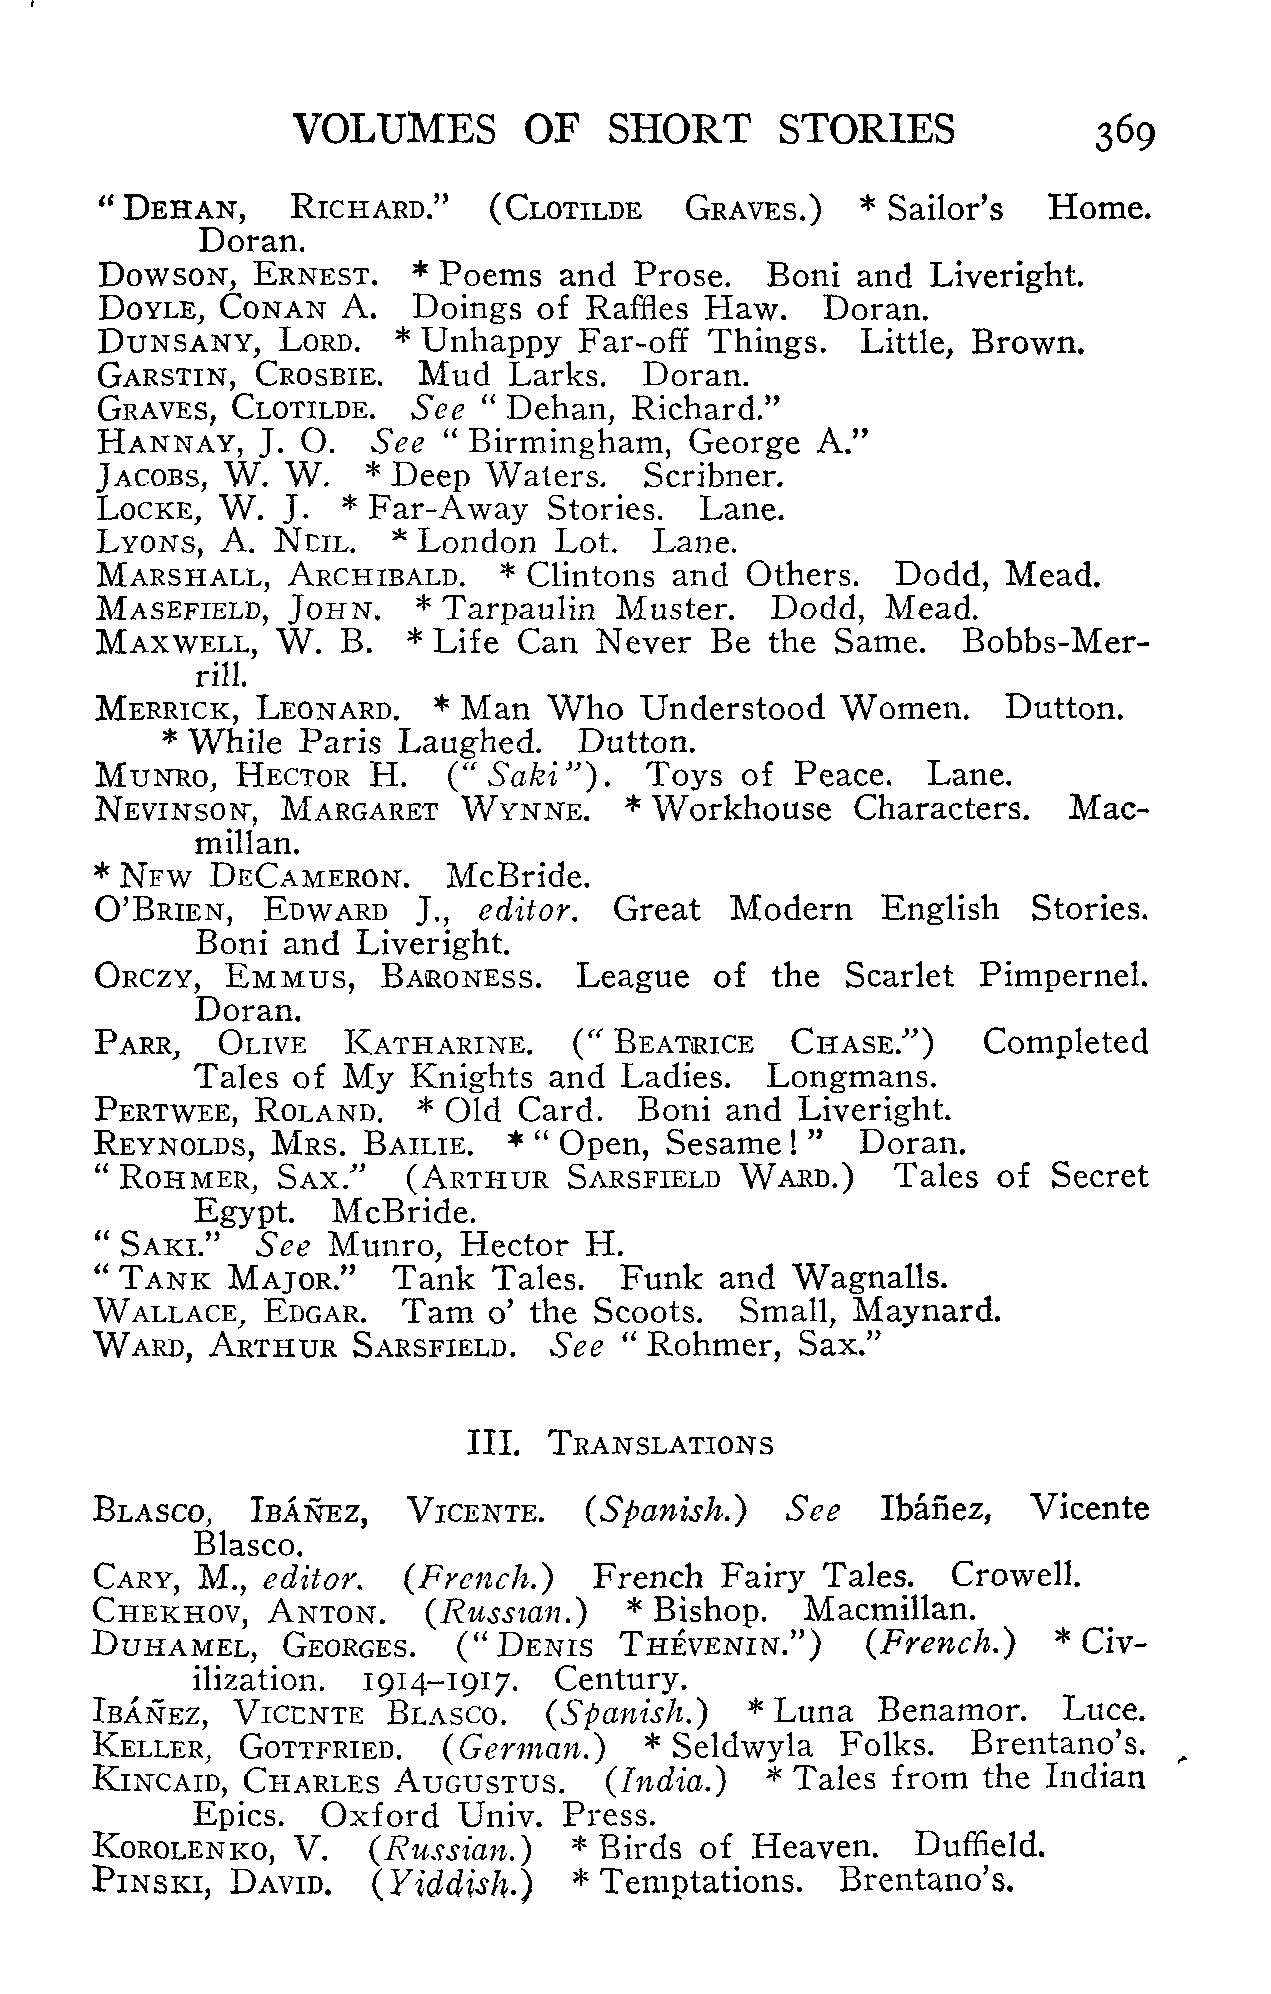 VOLUMES OF SHORT STORIES 369
“DEHAN, RICHARD.” (CLOTILDE GRAVES.) * Sailor’s Home.
Doran.
DOWSON, ERNEST. * Poems and Prose. Boni and Liveright.
DOYLE, CONAN A. Doings of Raffles Haw. Doran.
DUNSANY, LORD. * Unhappy Far-off Things. Little, Brown.
GARSTIN, CROSBIE. Mud Larks. Doran.
GRAVES, CLOTILDE. See “Dehan, Richard.”
HANNAY, J. O. See “Birmingham, George A.”
JACOBS, W. W. * Deep Waters. Scribner.
LOCKE, W. J. * Far-Away Stories. Lane.
LYONS, A. NEIL. * London Lot. Lane.
MARSHALL, ARCHIBALD. * Clintons and Others. Dodd, Mead.
MASEFIELD, JOHN. * Tarpaulin Muster. Dodd, Mead.
MAXWELL, W. B. * Life Can Never Be the Same. Bobbs-Mer-
rill.
MERRICK, LEONARD. * Man Who Understood Women. Dutton.
* While Paris Laughed. Dutton.
MUNRO, HECTOR H. (“Saki”). Toys of Peace. Lane.
NEVINSON, MARGARET WYNNE. * Workhouse Characters. Mac-
millan.
* NEW DECAMERON. McBride.
O’BRIEN, EDWARD J., editor. Great Modern English Stories.
Boni and Liveright.
ORCZY, EMMUS, BARONESS. League of the Scarlet Pimpernel.
Doran.
PARR, OLIVE KATHARINE. (“BEATRICE CHASE.”) Completed
Tales of My Knights and Ladies. Longmans.
PERTWEE, ROLAND. * Old Card. Boni and Liveright.
REYNOLDS, MRS. BAILIE. * “Open, Sesame!” Doran.
“ROHMER, SAX.” (ARTHUR SARSFIELD WARD.) Tales of Secret
Egypt. McBride.
“SAKI.” See Munro, Hector H.
“TANK MAJOR.” Tank Tales. Funk and Wagnalls.
WALLACE, EDGAR. Tam o’ the Scoots. Small, Maynard.
WARD, ARTHUR SARSFIELD. See “Rohmer, Sax.”
III. TRANSLATIONS
BLASCO, IBÁÑEZ, VICENTE. (Spanish.) See Ibáñez, Vicente
Blasco.
CARY, M., editor. (French.) French Fairy Tales. Crowell.
CHEKHOV, ANTON. (Russian.) * Bishop. Macmillan.
DUHAMEL, GEORGES. (“DENIS THÉVENIN.”) (French.) * Civ-
ilization. 1914–1917. Century.
IBÁÑEZ, VICENTE BLASCO. (Spanish.) * Luna Benamor. Luce.
KELLER, GOTTFRIED. (German.) * Seldwyla Folks. Brentano’s.
KINCAID, CHARLES AUGUSTUS. (India.) * Tales from the Indian
Epics. Oxford Univ. Press.
KOROLENKO, V. (Russian.) * Birds of Heaven. Duffield.
PINSKI, DAVID. (Yiddish.) * Temptations. Brentano’s.